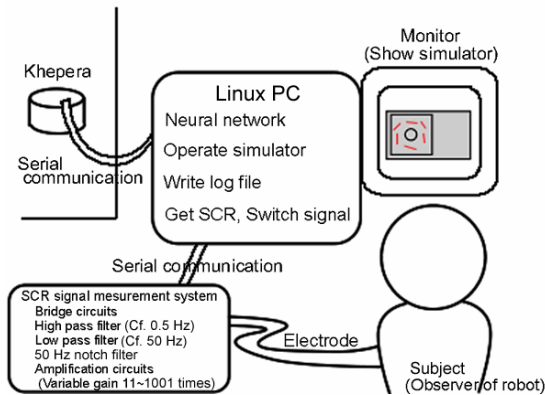 Monitor
(Show simulator)
Khepera
Linux PC
Neural network
Operate simulator
Write log file
Get SCR, Switch signal
Serial
communication
Serial communication
SCR signal mesurement system
Bridge circuits
High pass filter (Cf. 0.5 Hz)
Low pass filter (Cf. 50 Hz)
50 Hz notch filter
Amplification circuits
(Variable gain 11~1001 times)
Electrode
Subject
(Observer of robot)